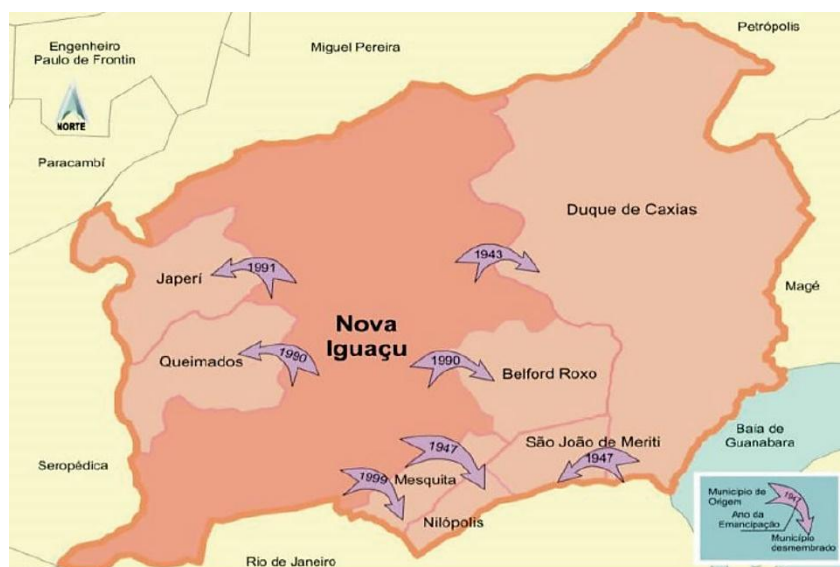 Petrópolis
Engenheiro
Paulo de Frontin
Miguel Pereira
NORTE
Paracambí
Duque de Caxias
1991
1943
Japerí
Magé
Nova
Iguaçu
Queimados
1990
1990
Belford Roxo
Baía de
Guanabara
São João de Meriti
1947
1947
Seropédica
Mesquita
1999
Nilópolis
Município de
Origem
1947
Ano da
Emancipação
Município
desmembrado
Rio de Janeiro